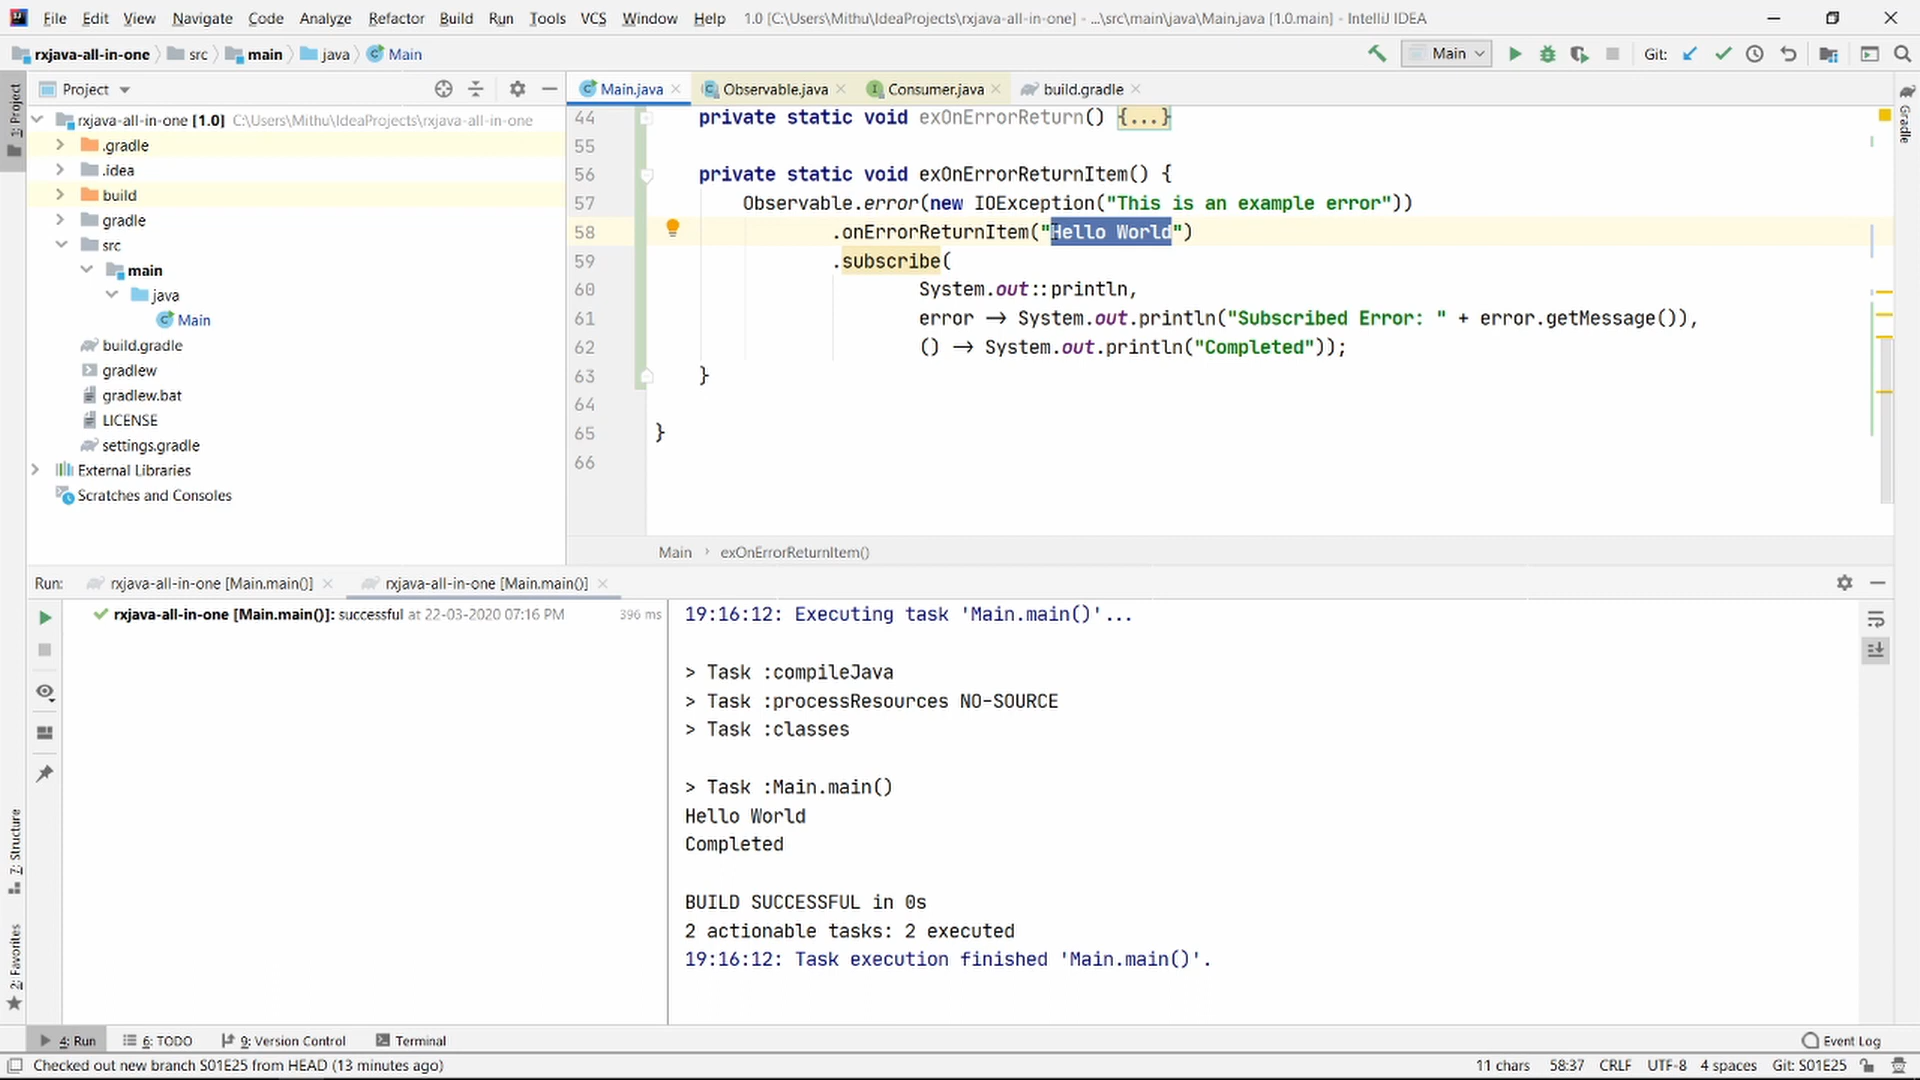 File Edit View Navigate Code Analyze Refactor Build Run Tools VCS Window Help 1.0 [C:\Users\Mithu\IdeaProjects\rxjava-all-in-one] - ...\src\main\java\Main.java [1.0.main] - IntelliJ IDEA
rxjava-all-in-one src main java Main Main Git:
Project Main.java Observable.java Consumer.java build.gradle
1: Project
Gradle
rxjava-all-in-one [1.0] C:\Users\Mithu\IdeaProjects\rxjava-all-in-one
.gradle
.idea
build
gradle
src
main
java
Main
build.gradle
gradlew
gradlew.bat
LICENSE
settings.gradle
External Libraries
Scratches and Consoles
44 private static void exOnErrorReturn() {...}
55
56 private static void exOnErrorReturnItem() {
57 Observable.error(new IOException("This is an example error"))
58 .onErrorReturnItem("Hello World")
59 .subscribe(
60 System.out::println,
61 error → System.out.println("Subscribed Error: " + error.getMessage()),
62 () → System.out.println("Completed"));
63 }
64
65 }
66
Main › exOnErrorReturnItem()
Run: rxjava-all-in-one [Main.main()] rxjava-all-in-one [Main.main()]
rxjava-all-in-one [Main.main()]: successful at 22-03-2020 07:16 PM 396 ms
19:16:12: Executing task 'Main.main()'...
> Task :compileJava
> Task :processResources NO-SOURCE
> Task :classes
> Task :Main.main()
Hello World
Completed
BUILD SUCCESSFUL in 0s
2 actionable tasks: 2 executed
19:16:12: Task execution finished 'Main.main()'.
7: Structure
2: Favorites
4: Run 6: TODO 9: Version Control Terminal Event Log
Checked out new branch S01E25 from HEAD (13 minutes ago) 11 chars 58:37 CRLF UTF-8 4 spaces Git: S01E25